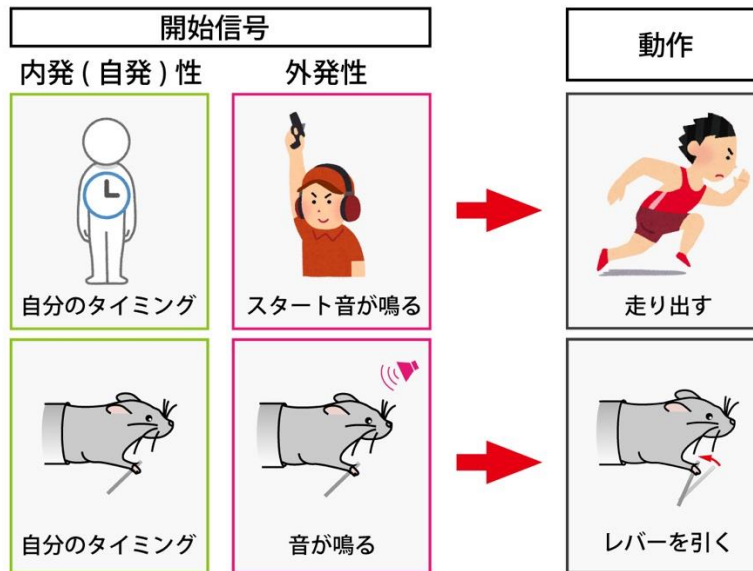 開始信号
動作
内発(自発)性
外発性
自分のタイミング
スタート音が鳴る
走り出す
自分のタイミング
音が鳴る
レバーを引く